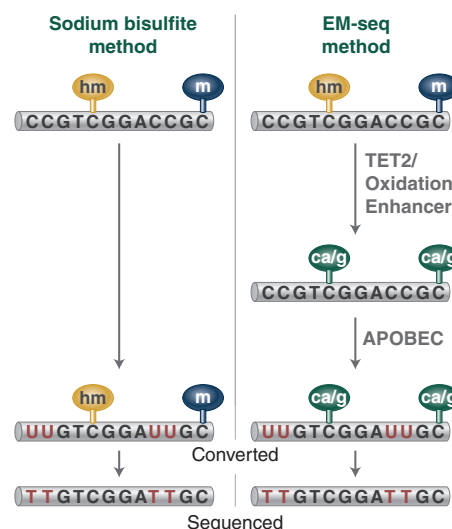 Sodium bisulfite
method
EM-seq
method
hm
m
CCGTCGGACCGC
hm
m
CCGTCGGACCGC
TET2/
Oxidation
Enhancer
ca/g
ca/g
CCGTCGGACCGC
APOBEC
hm
m
UUGTCGGAUUGC
ca/g
ca/g
UUGTCGGAUUGC
Converted
TTGTCGGATTGC
TTGTCGGATTGC
Sequenced